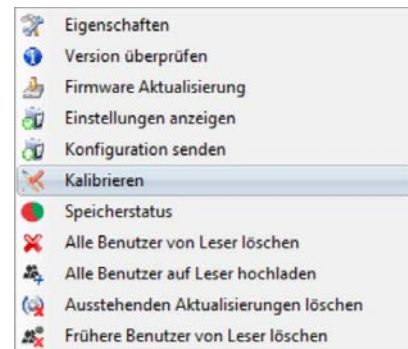 Eigenschaften
Version überprüfen
Firmware Aktualisierung
Einstellungen anzeigen
Konfiguration senden
Kalibrieren
Speicherstatus
Alle Benutzer von Leser löschen
Alle Benutzer auf Leser hochladen
Ausstehenden Aktualisierungen löschen
Frühere Benutzer von Leser löschen